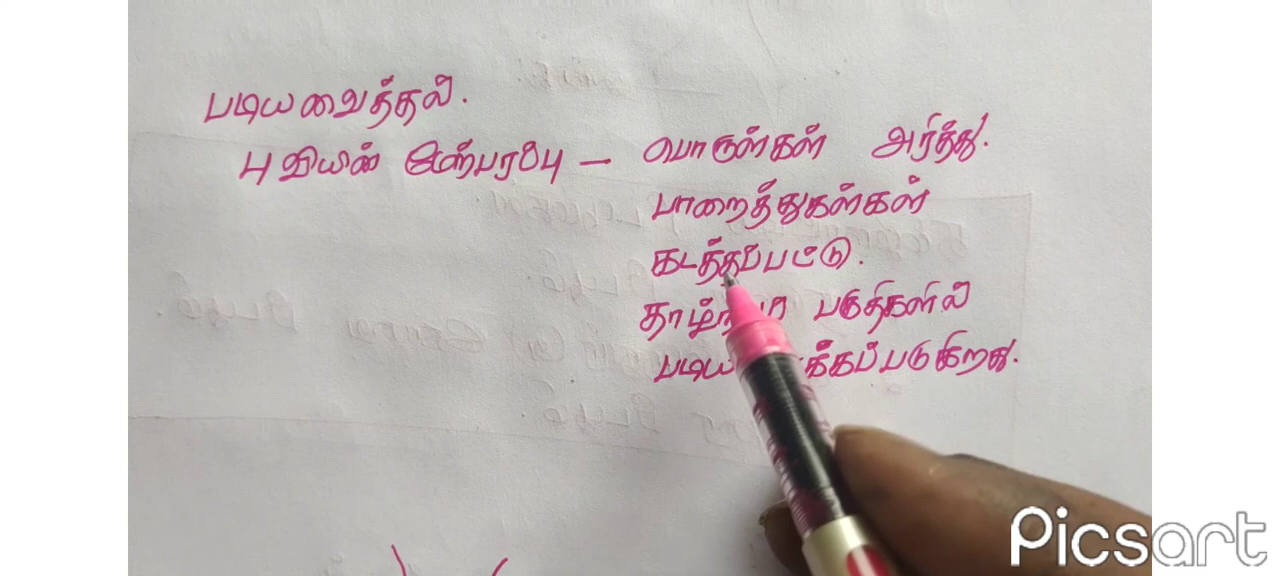 படியவைத்தல்.
புவியின் மேற்பரப்பு – பொருள்கள் அரித்து.
பாறைத்துகள்கள்
கடத்தப்பட்டு.
பகுதிகளில்
Picsart